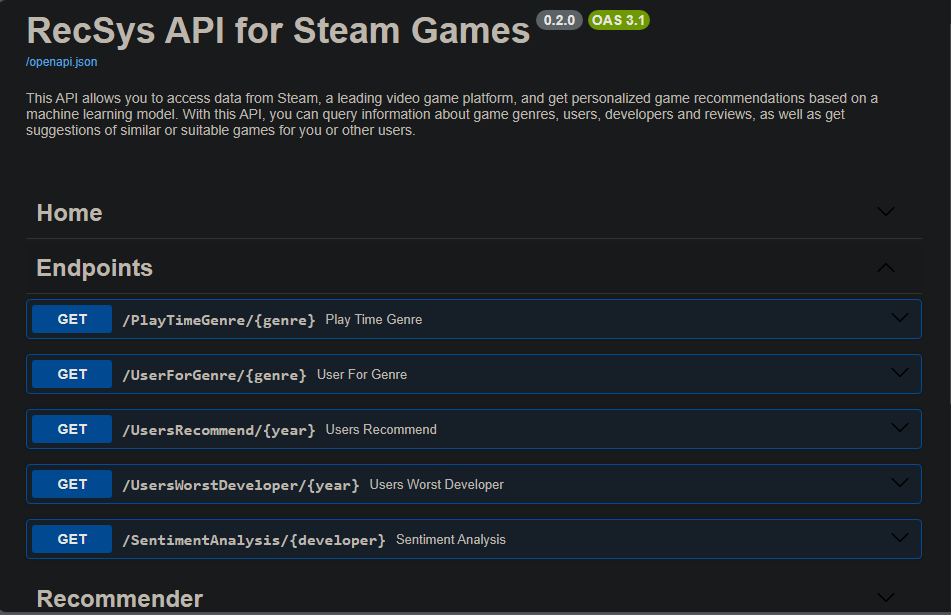 RecSys API for Steam Games 0.2.0 OAS 3.1
/openapi.json
This API allows you to access data from Steam, a leading video game platform, and get personalized game recommendations based on a
machine learning model. With this API, you can query information about game genres, users, developers and reviews, as well as get
suggestions of similar or suitable games for you or other users.
Home
Endpoints
GET /PlayTimeGenre/{genre} Play Time Genre
GET /UserForGenre/{genre} User For Genre
GET /UsersRecommend/{year} Users Recommend
GET /UsersWorstDeveloper/{year} Users Worst Developer
GET /SentimentAnalysis/{developer} Sentiment Analysis
Recommender